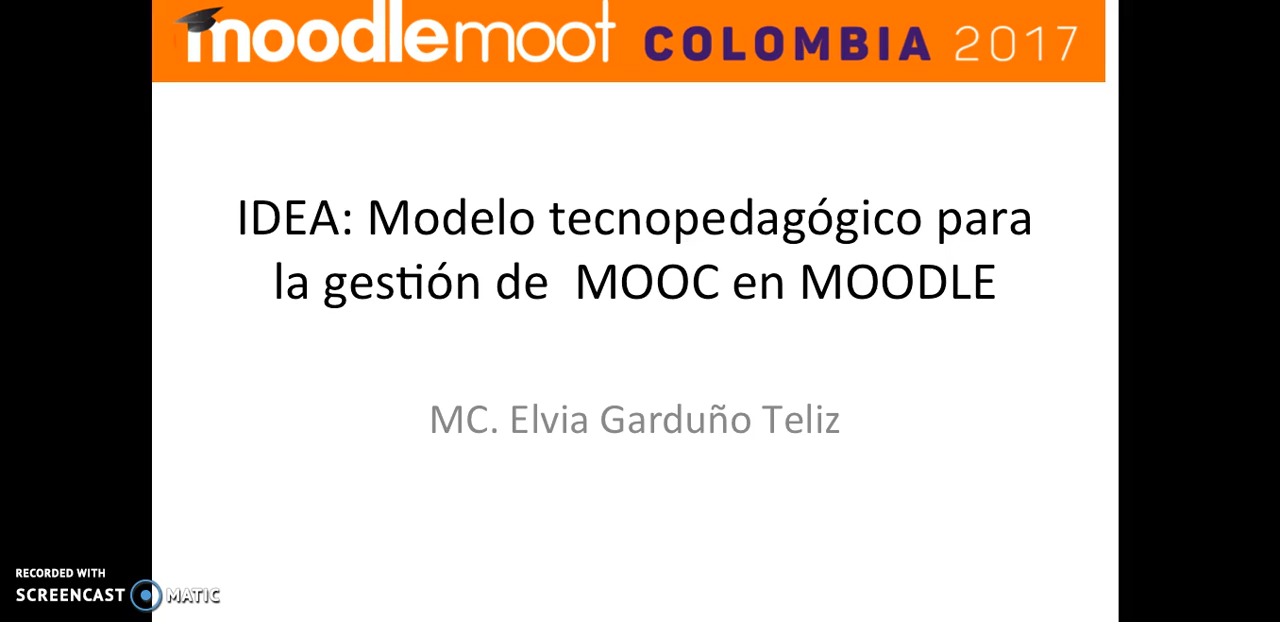 moodlemoot COLOMBIA 2017
IDEA: Modelo tecnopedagógico para
la gestión de MOOC en MOODLE
MC. Elvia Garduño Teliz
RECORDED WITH
SCREENCAST MATIC